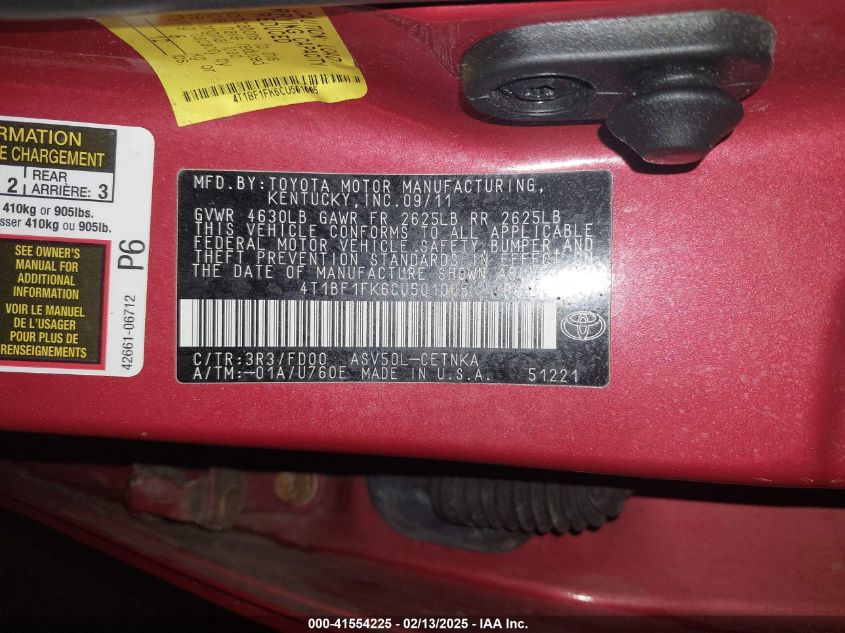 4T1BF1FK6CU501005
RMATION
E CHARGEMENT
2 REAR ARRIÈRE: 3
410kg or 905lbs.
sser 410kg ou 905lb.
SEE OWNER'S
MANUAL FOR
ADDITIONAL
INFORMATION
VOIR LE MANUEL
DE L'USAGER
POUR PLUS DE
RENSEIGNEMENTS
P6
42661-06712
MFD.BY:TOYOTA MOTOR MANUFACTURING,
KENTUCKY,INC.09/11
GVWR 4630LB GAWR FR 2625LB RR 2625LB
THIS VEHICLE CONFORMS TO ALL APPLICABLE
FEDERAL MOTOR VEHICLE SAFETY, BUMPER,AND
THEFT PREVENTION STANDARDS IN EFFECT ON
THE DATE OF MANUFACTURE SHOWN ABOVE
4T1BF1FK6CU501005
C/TR:3R3/FD00 ASV50L-CETNKA
A/TM:-01A/U760E MADE IN U.S.A. 51221
000-41554225 - 02/13/2025 - IAA Inc.